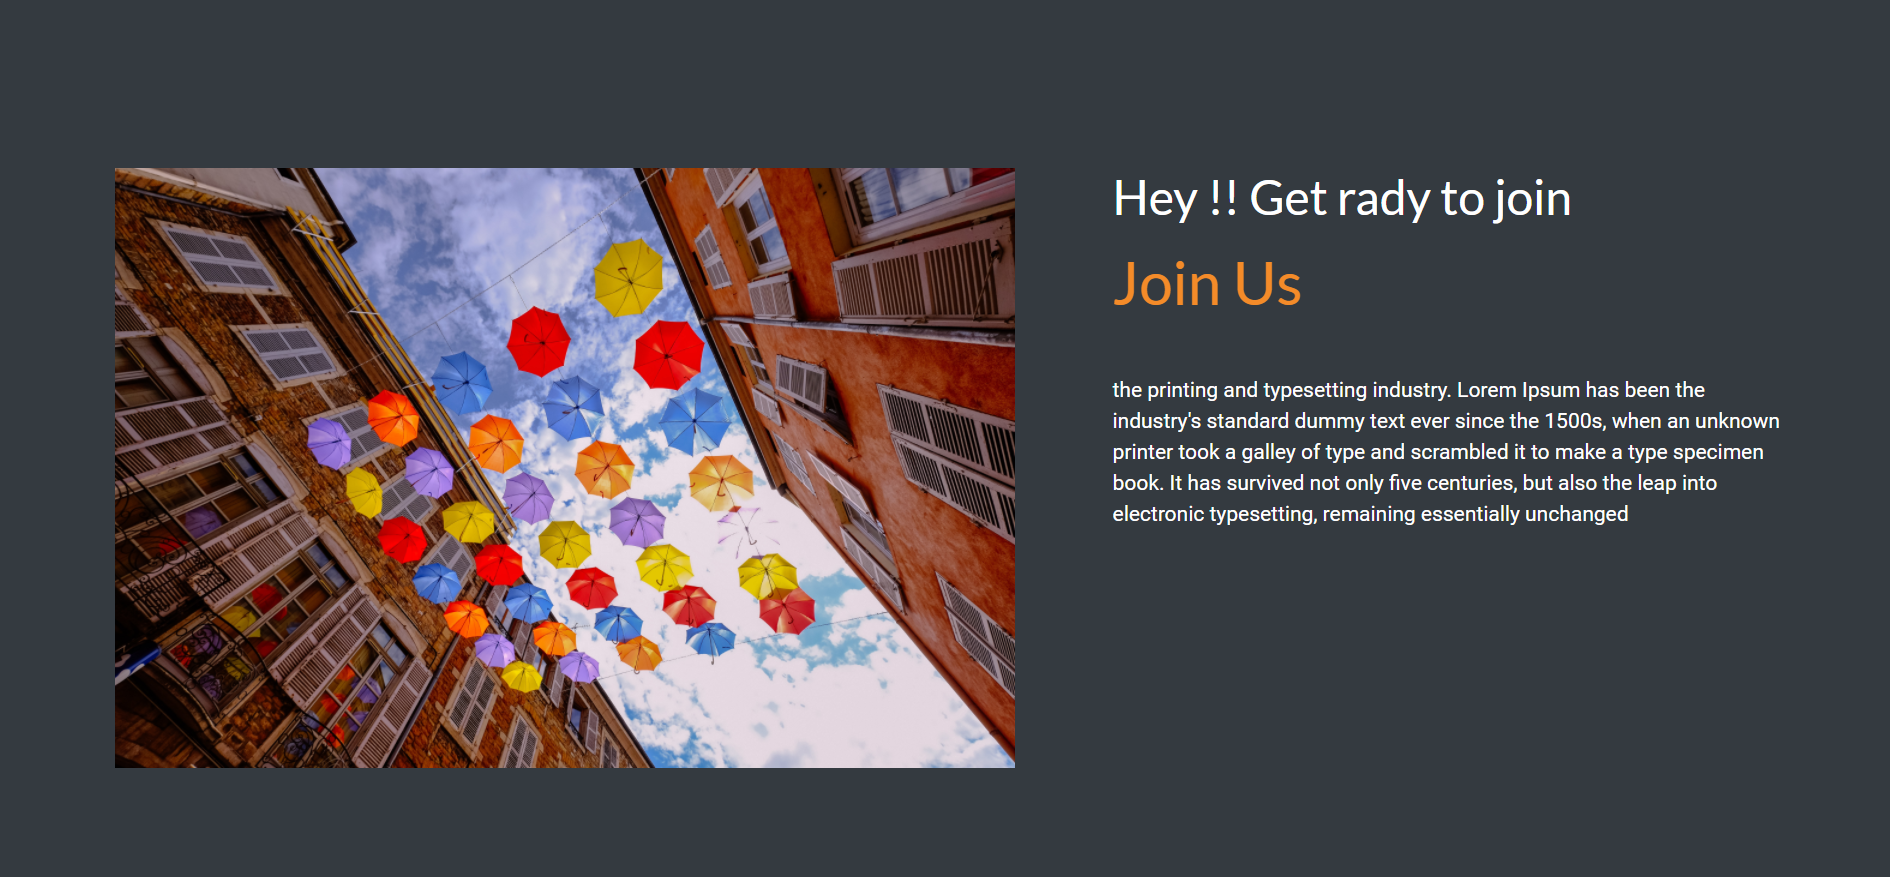 Hey !! Get rady to join
Join Us
the printing and typesetting industry. Lorem Ipsum has been the
industry's standard dummy text ever since the 1500s, when an unknown
printer took a galley of type and scrambled it to make a type specimen
book. It has survived not only five centuries, but also the leap into
electronic typesetting, remaining essentially unchanged